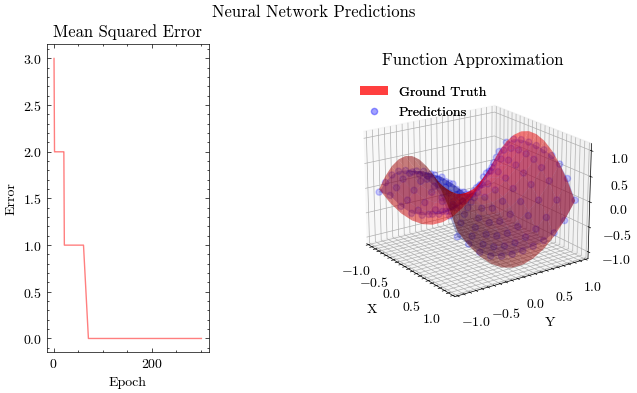 Neural Network Predictions
Mean Squared Error
3.0
2.5
2.0
1.5
1.0
0.5
0.0
Error
0
200
Epoch
Function Approximation
Ground Truth
Predictions
1.0
0.5
0.0
−0.5
−1.0
−1.0
−0.5
0.0
0.5
1.0
X
−1.0
−0.5
0.0
0.5
1.0
Y